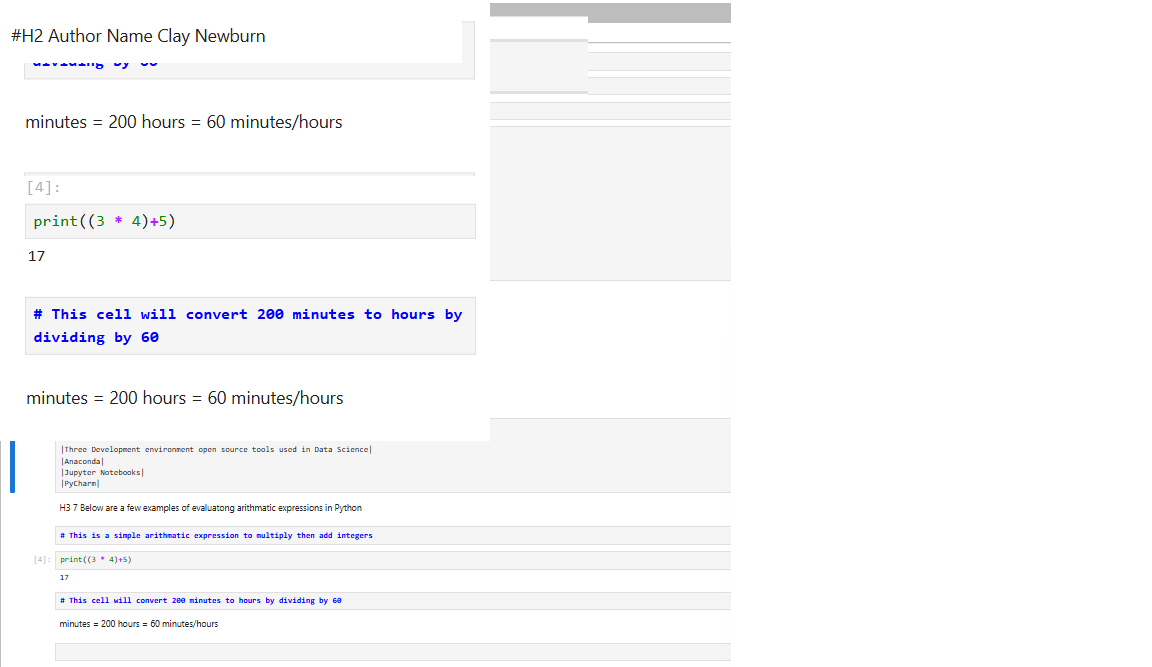 #H2 Author Name Clay Newburn
dividing by 60
minutes = 200 hours = 60 minutes/hours
[4]:
print((3 * 4)+5)
17
# This cell will convert 200 minutes to hours by
dividing by 60
minutes = 200 hours = 60 minutes/hours
|Three Development environment open source tools used in Data Science|
|Anaconda|
|Jupyter Notebooks|
|PyCharm|
H3 7 Below are a few examples of evaluatong arithmatic expressions in Python
# This is a simple arithmatic expression to multiply then add integers
[4]: print((3 * 4)+5)
17
# This cell will convert 200 minutes to hours by dividing by 60
minutes = 200 hours = 60 minutes/hours